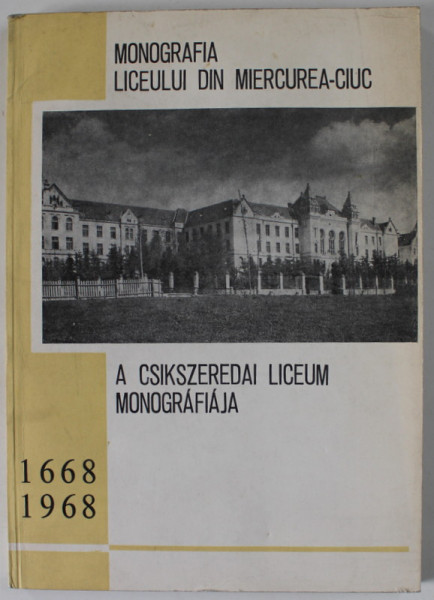 MONOGRAFIA
LICEULUI DIN MIERCUREA-CIUC
A CSIKSZEREDAI LICEUM
MONOGRÁFIÁJA
1668
1968